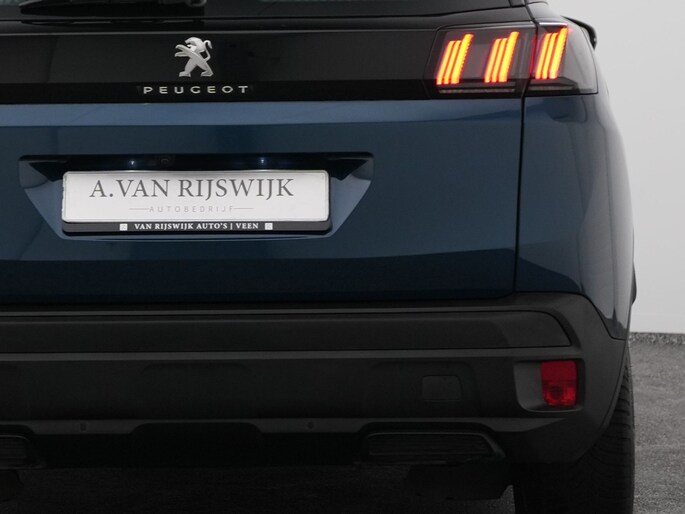 PEUGEOT
A.VAN RIJSWIJK
AUTOBEDRIJF
VAN RIJSWIJK AUTO'S | VEEN